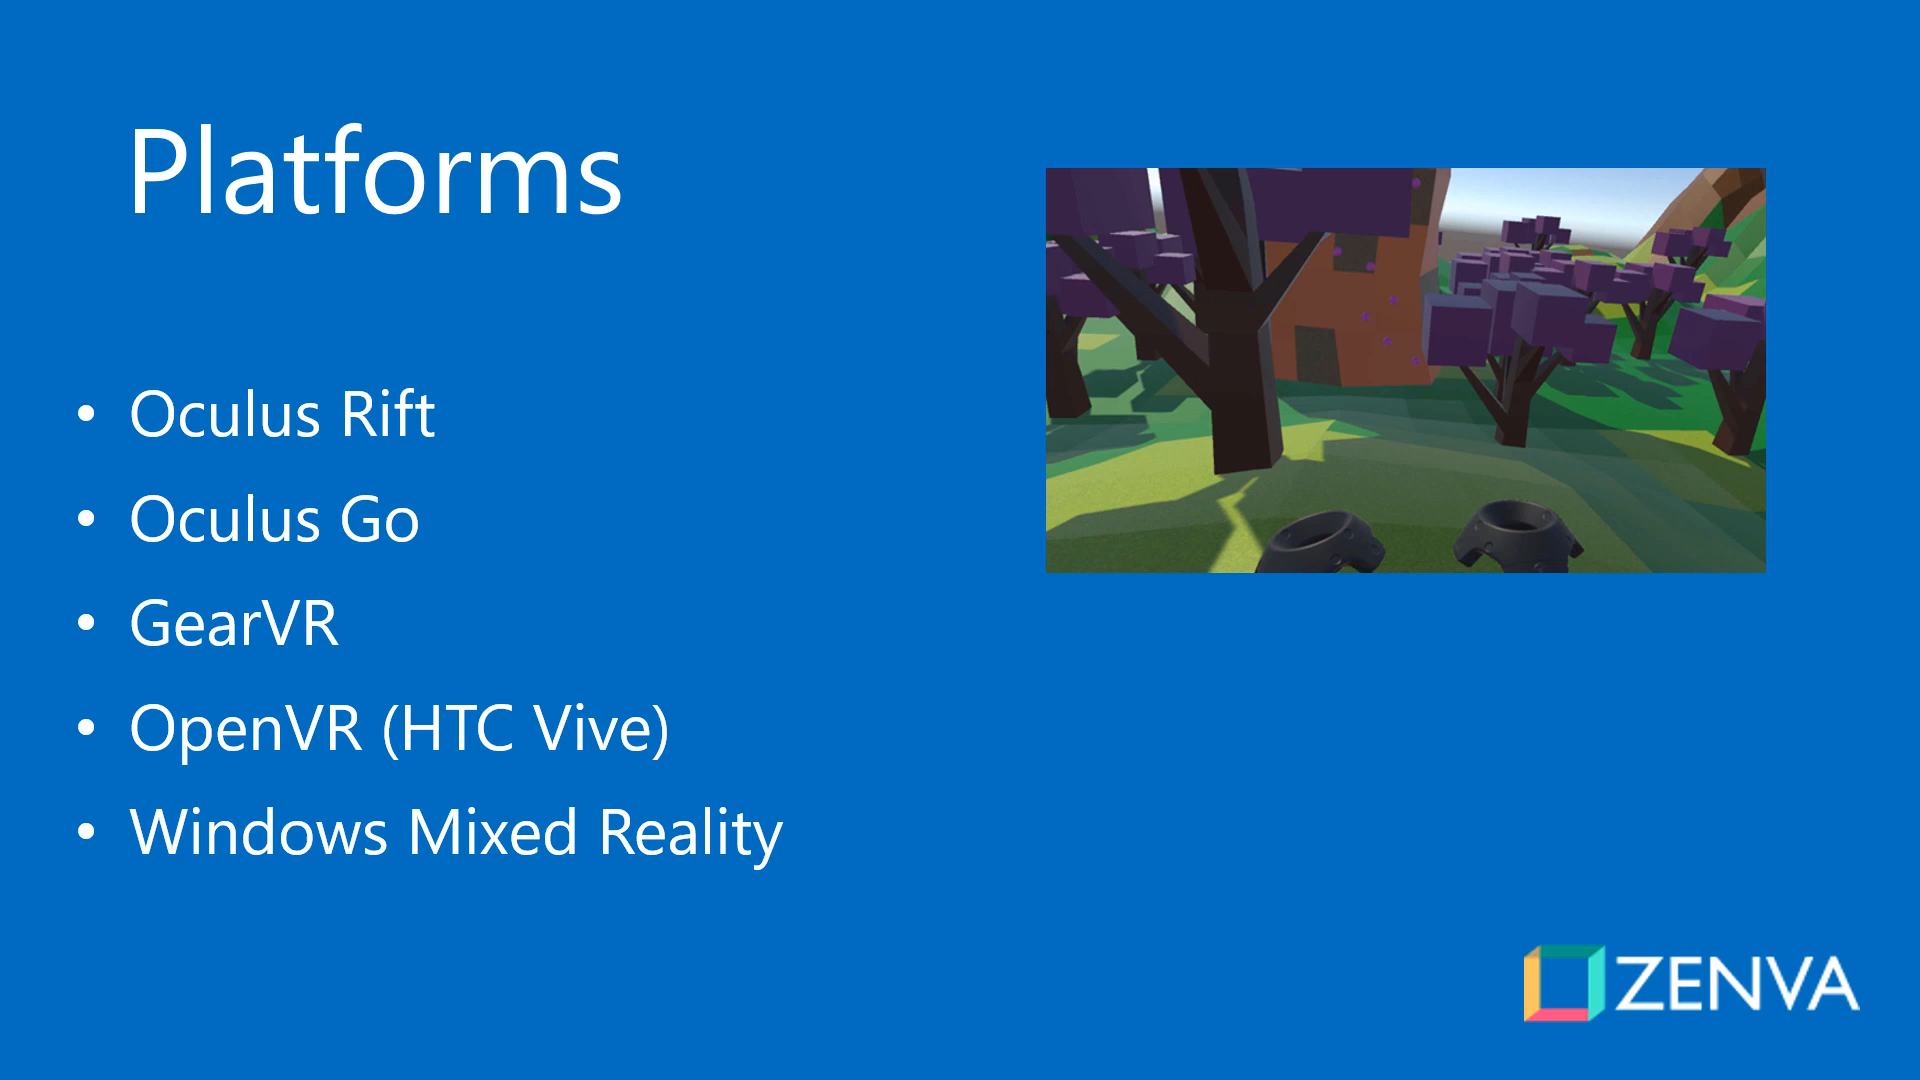 Platforms
• Oculus Rift
• Oculus Go
• GearVR
• OpenVR (HTC Vive)
• Windows Mixed Reality
ZENVA